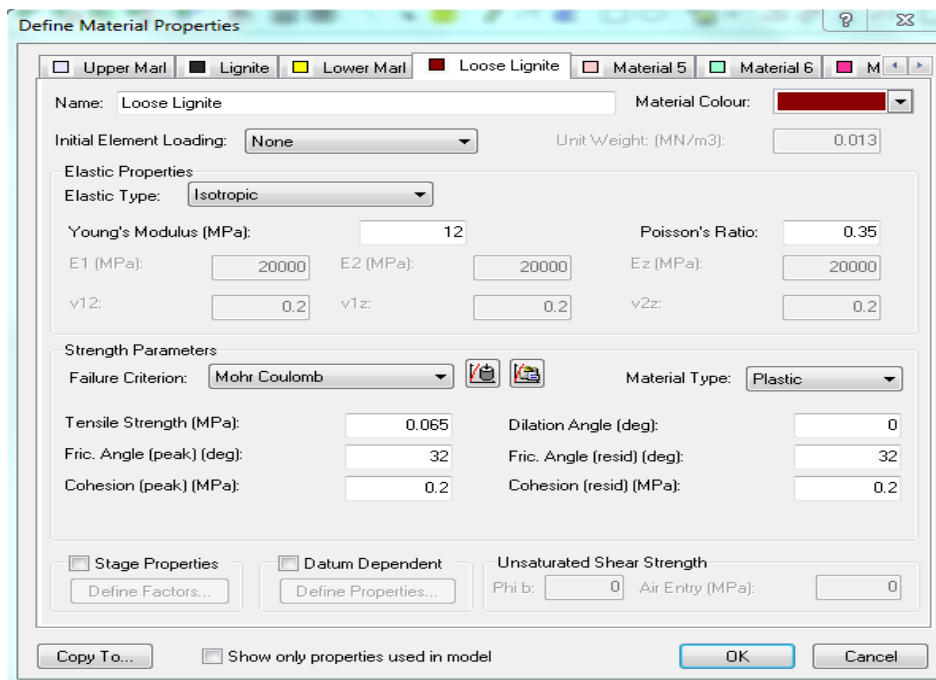 Define Material Properties
Upper Marl Lignite Lower Marl Loose Lignite Material 5 Material 6 M
Name: Loose Lignite Material Colour:
Initial Element Loading: None Unit Weight: (MN/m3): 0.013
Elastic Properties
Elastic Type: Isotropic
Young's Modulus (MPa): 12 Poisson's Ratio: 0.35
E1 (MPa): 20000 E2 (MPa): 20000 Ez (MPa): 20000
v12: 0.2 v1z: 0.2 v2z: 0.2
Strength Parameters
Failure Criterion: Mohr Coulomb Material Type: Plastic
Tensile Strength (MPa): 0.065 Dilation Angle (deg): 0
Fric. Angle (peak) (deg): 32 Fric. Angle (resid) (deg): 32
Cohesion (peak) (MPa): 0.2 Cohesion (resid) (MPa): 0.2
Stage Properties Datum Dependent Unsaturated Shear Strength
Define Factors... Define Properties... Phi b: 0 Air Entry (MPa): 0
Copy To... Show only properties used in model OK Cancel